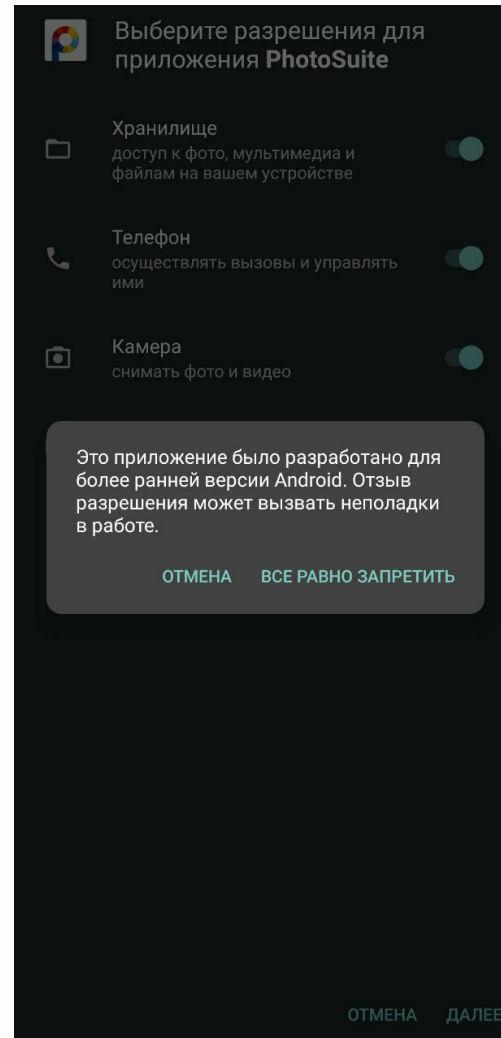 Выберите разрешения для
приложения PhotoSuite
Хранилище
доступ к фото, мультимедиа и
файлам на вашем устройстве
Телефон
осуществлять вызовы и управлять
ими
Камера
снимать фото и видео
Это приложение было разработано для
более ранней версии Android. Отзыв
разрешения может вызвать неполадки
в работе.
ОТМЕНА ВСЕ РАВНО ЗАПРЕТИТЬ
ОТМЕНА ДАЛЕЕ